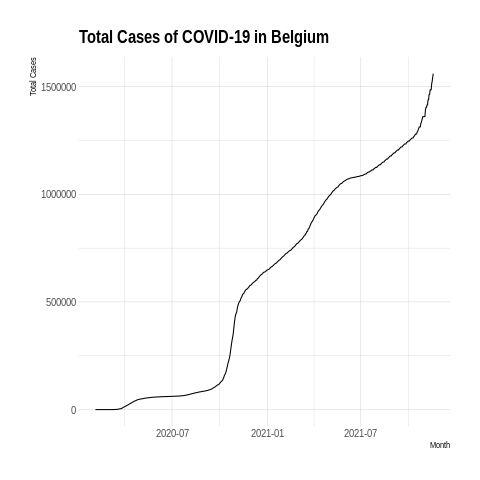 Total Cases of COVID-19 in Belgium
Total Cases
1500000
1000000
500000
0
2020-07 2021-01 2021-07
Month